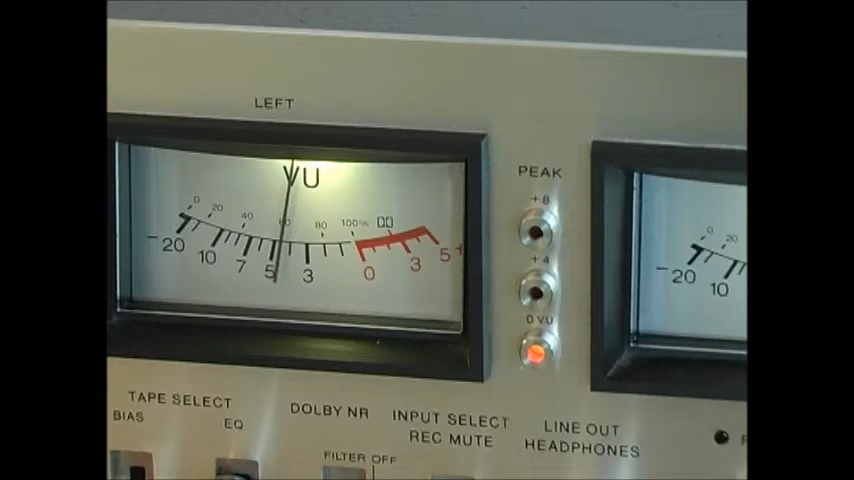 LEFT
VU
0 20 40 60 80 100%
- 20 10 7 5 3 0 3 5 +
PEAK
+8
+4
0 VU
0 20
- 20 10
TAPE SELECT
BIAS
EQ
DOLBY NR
FILTER OFF
INPUT SELECT
REC MUTE
LINE OUT
HEADPHONES